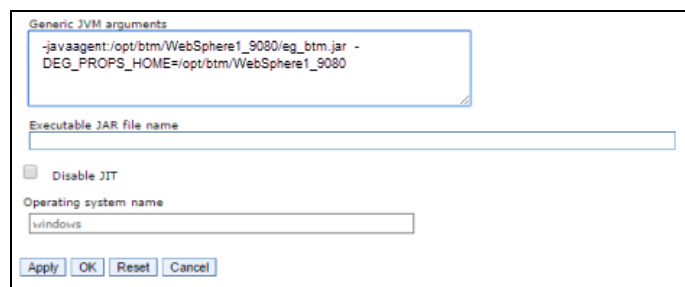 Generic JVM arguments
-javaagent:/opt/btm/WebSphere1_9080/eg_btm.jar -
DEG_PROPS_HOME=/opt/btm/WebSphere1_9080
Executable JAR file name
Disable JIT
Operating system name
windows
Apply OK Reset Cancel